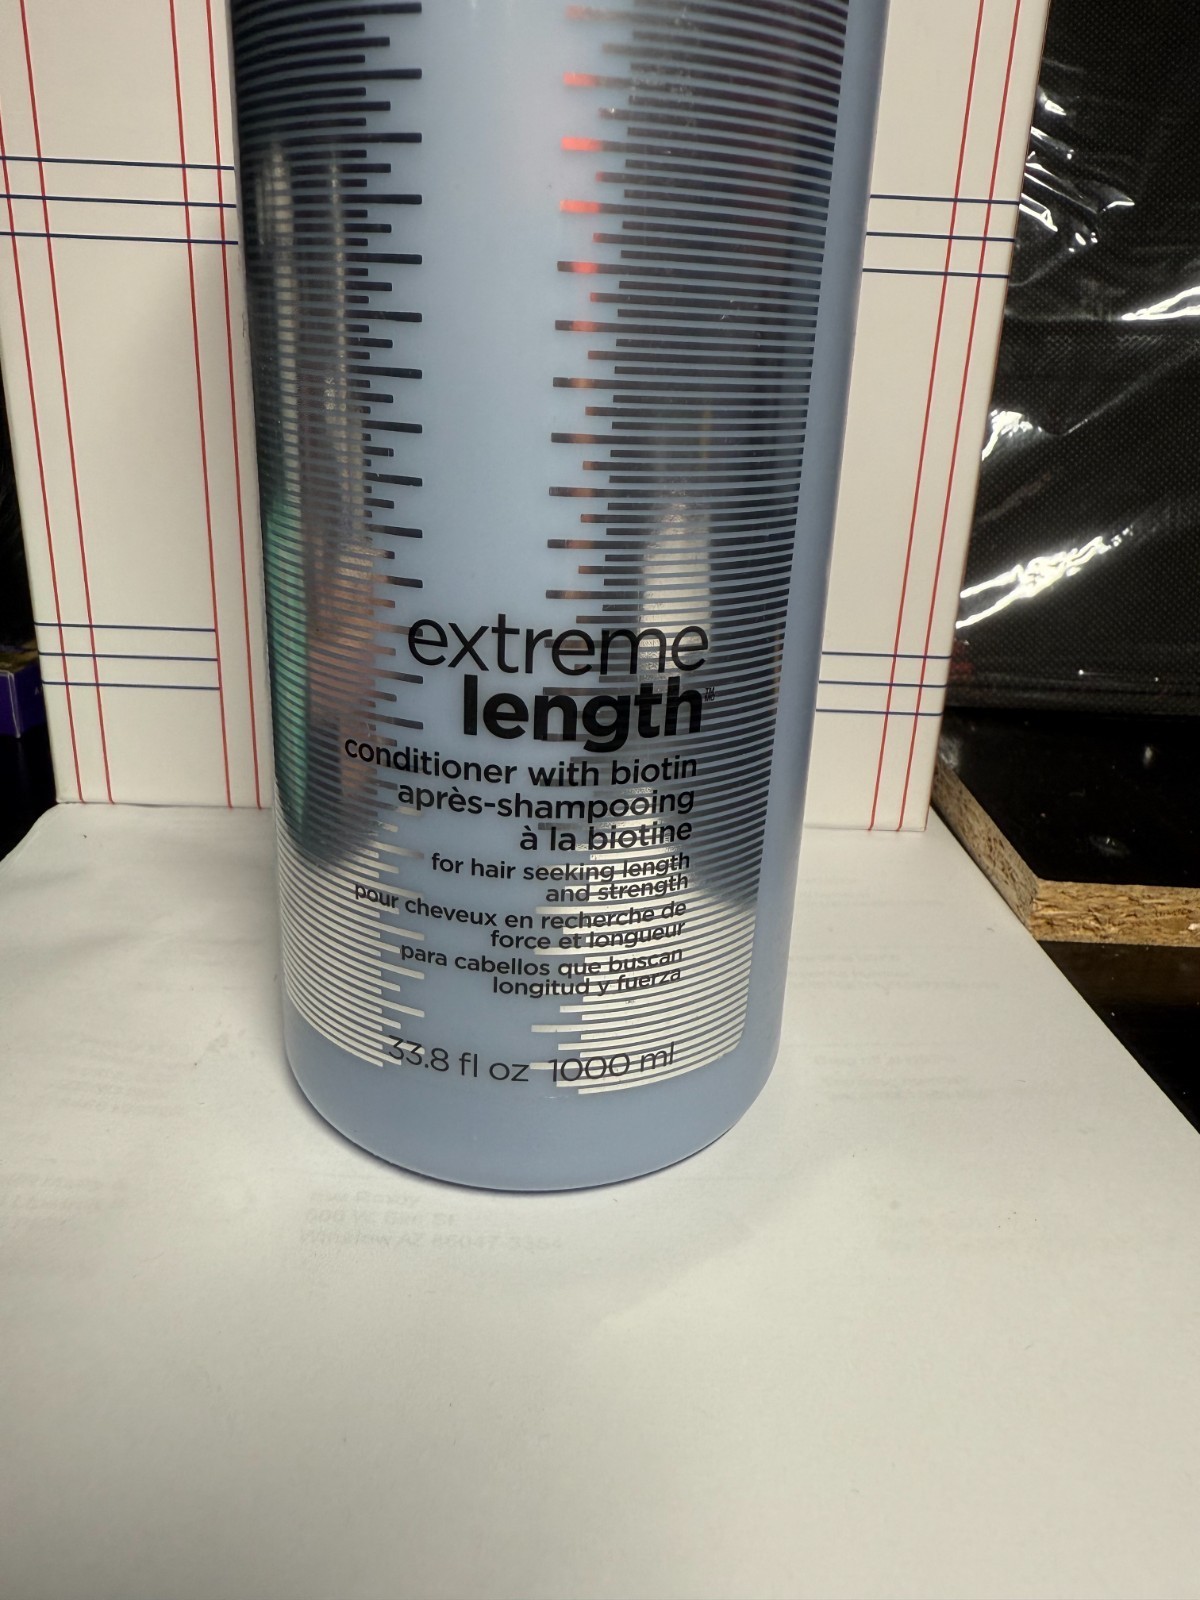 extreme
length™
conditioner with biotin
après-shampooing
à la biotine
for hair seeking length
and strength
pour cheveux en recherche de
force et longueur
para cabellos que buscan
longitud y fuerza
33.8 fl oz 1000 ml